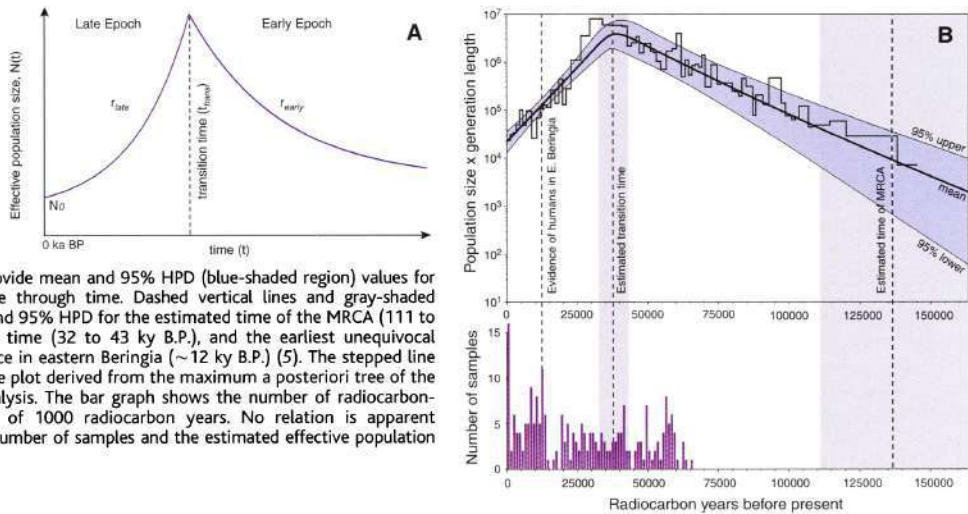 Late Epoch
Early Epoch
A
Effective population size, N(t)
r late
transition time (t trans)
r early
N0
0 ka BP
time (t)
ovide mean and 95% HPD (blue-shaded region) values for
e through time. Dashed vertical lines and gray-shaded
nd 95% HPD for the estimated time of the MRCA (111 to
time (32 to 43 ky B.P.), and the earliest unequivocal
ce in eastern Beringia (~12 ky B.P.) (5). The stepped line
e plot derived from the maximum a posteriori tree of the
alysis. The bar graph shows the number of radiocarbon-
of 1000 radiocarbon years. No relation is apparent
umber of samples and the estimated effective population
B
Population size x generation length
10^7
10^6
10^5
10^4
10^3
10^2
10^1
Evidence of humans in E. Beringia
Estimated transition time
Estimated time of MRCA
95% upper
mean
95% lower
0 25000 50000 75000 100000 125000 150000
Number of samples
15
10
5
0
0 25000 50000 75000 100000 125000 150000
Radiocarbon years before present